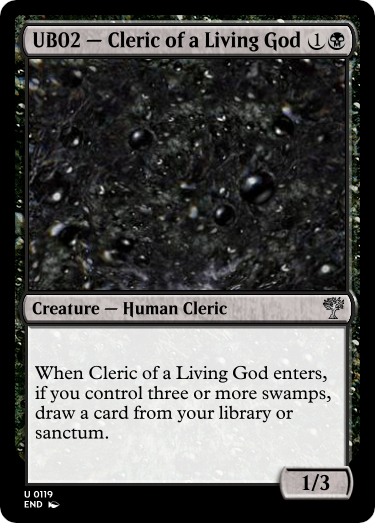 UB02 — Cleric of a Living God 1
Creature — Human Cleric
When Cleric of a Living God enters,
if you control three or more swamps,
draw a card from your library or
sanctum.
1/3
U 0119
END